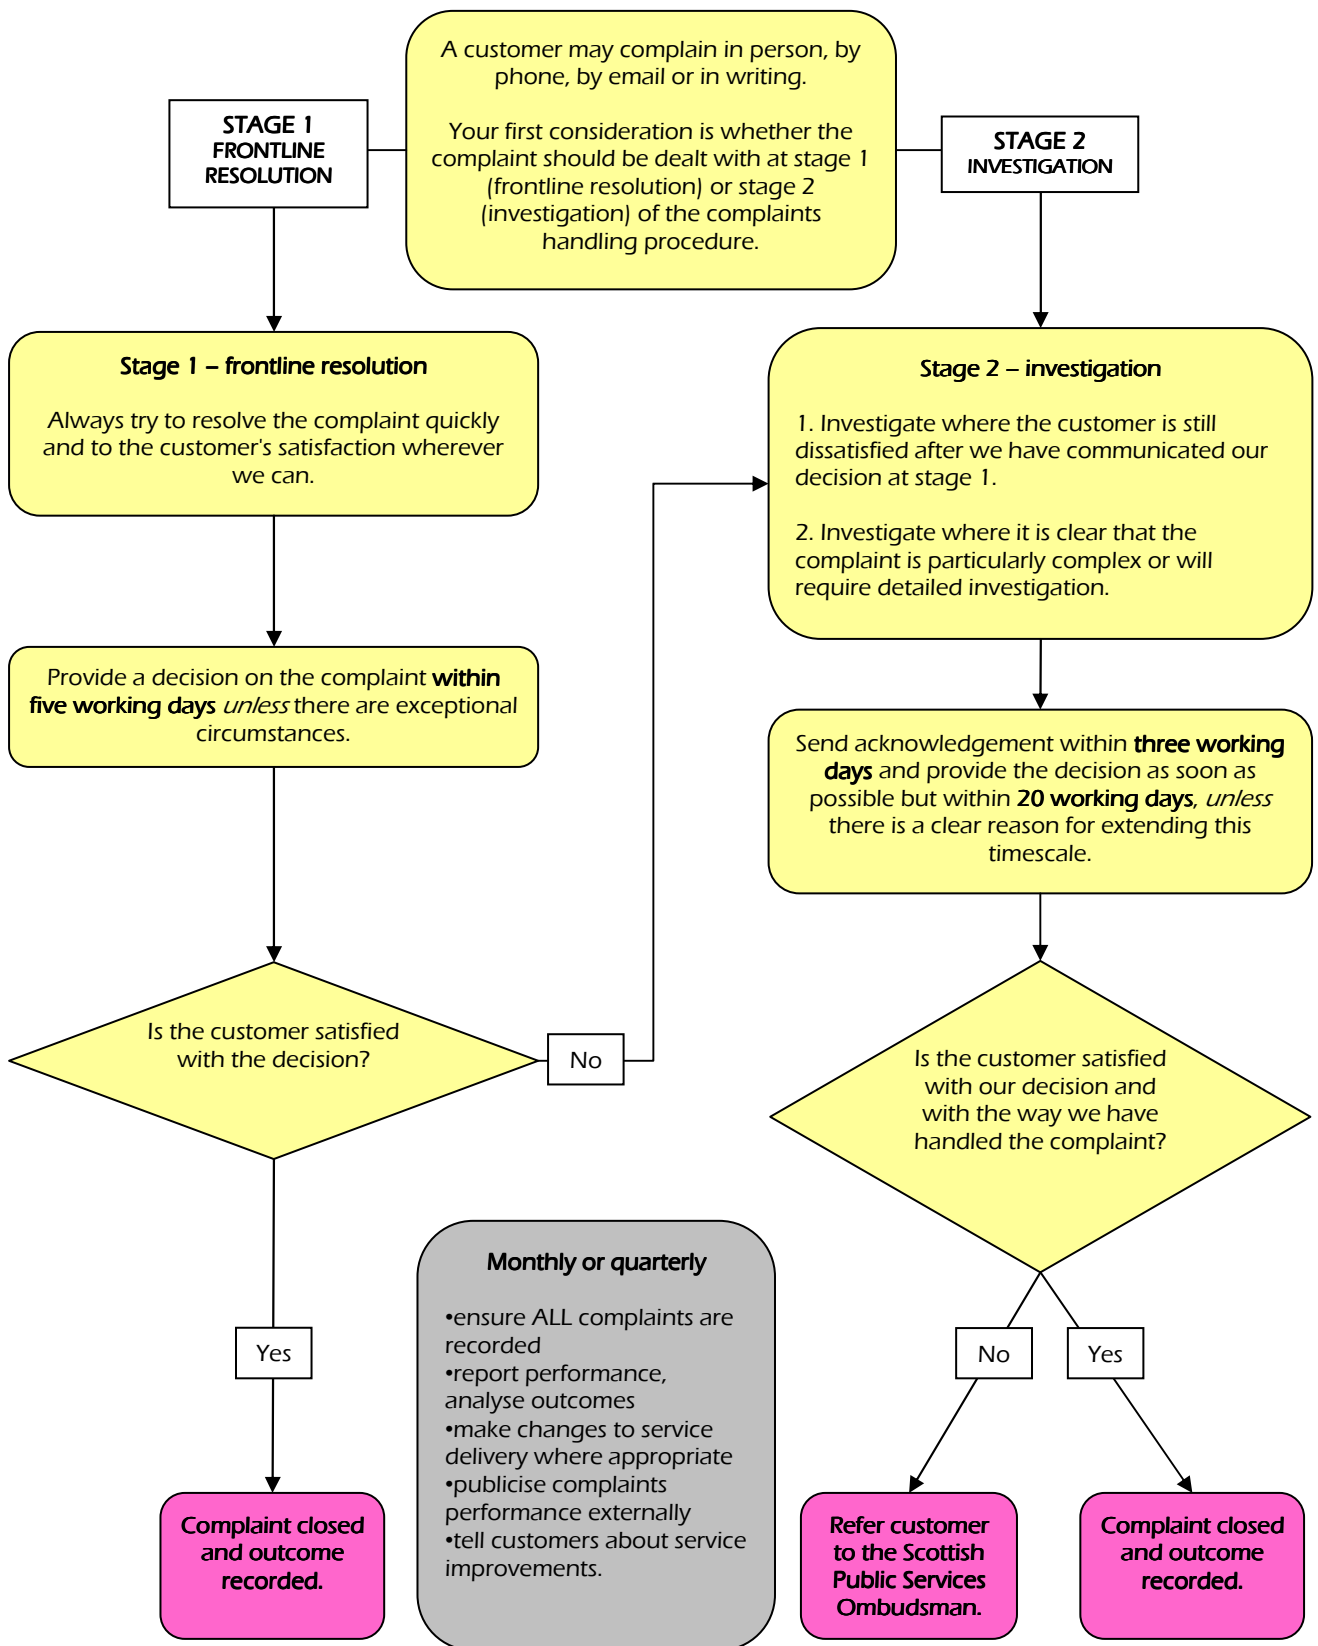 A customer may complain in person, by
phone, by email or in writing.
Your first consideration is whether the
complaint should be dealt with at stage 1
(frontline resolution) or stage 2
(investigation) of the complaints
handling procedure.
STAGE 1
FRONTLINE
RESOLUTION
STAGE 2
INVESTIGATION
Stage 1 – frontline resolution
Always try to resolve the complaint quickly
and to the customer's satisfaction wherever
we can.
Provide a decision on the complaint within
five working days unless there are exceptional
circumstances.
Is the customer satisfied
with the decision?
No
Yes
Complaint closed
and outcome
recorded.
Stage 2 – investigation
1. Investigate where the customer is still
dissatisfied after we have communicated our
decision at stage 1.
2. Investigate where it is clear that the
complaint is particularly complex or will
require detailed investigation.
Send acknowledgement within three working
days and provide the decision as soon as
possible but within 20 working days, unless
there is a clear reason for extending this
timescale.
Is the customer satisfied
with our decision and
with the way we have
handled the complaint?
No
Yes
Refer customer
to the Scottish
Public Services
Ombudsman.
Complaint closed
and outcome
recorded.
Monthly or quarterly
•ensure ALL complaints are
recorded
•report performance,
analyse outcomes
•make changes to service
delivery where appropriate
•publicise complaints
performance externally
•tell customers about service
improvements.